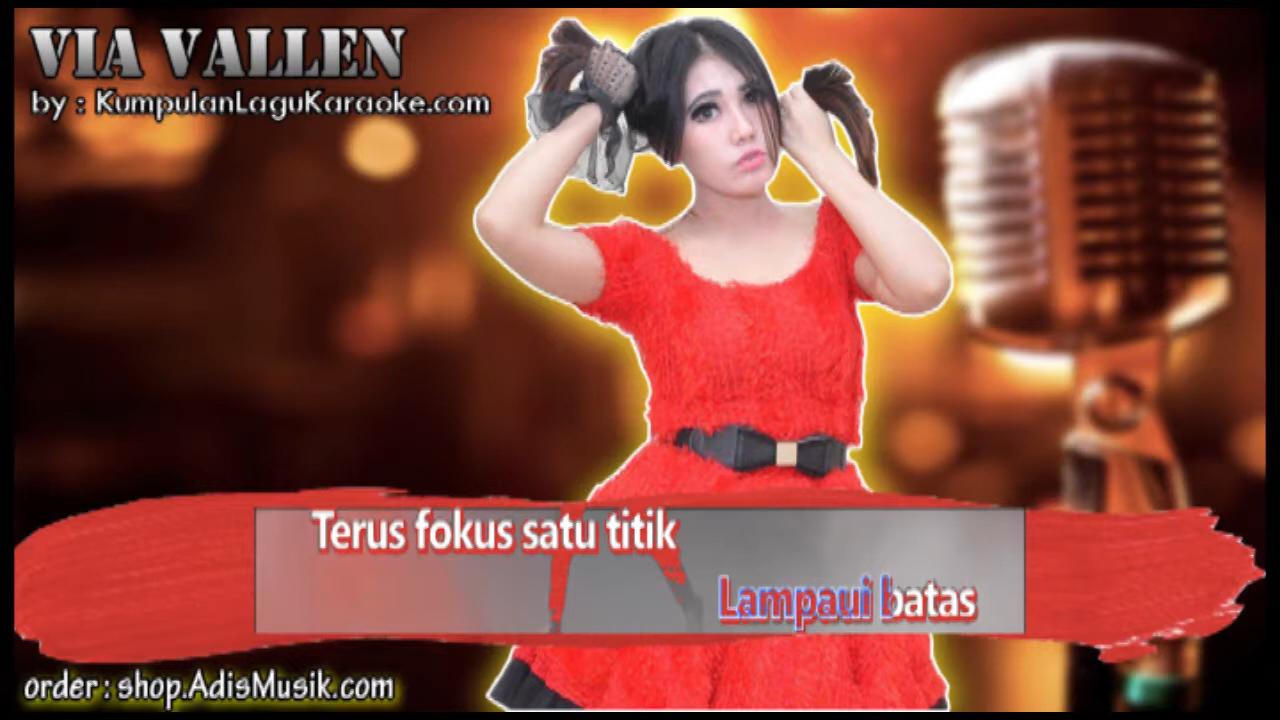 VIA VALLEN
by : KumpulanLaguKaraoke.com
Terus fokus satu titik
Lampaui batas
order : shop.AdisMusik.com